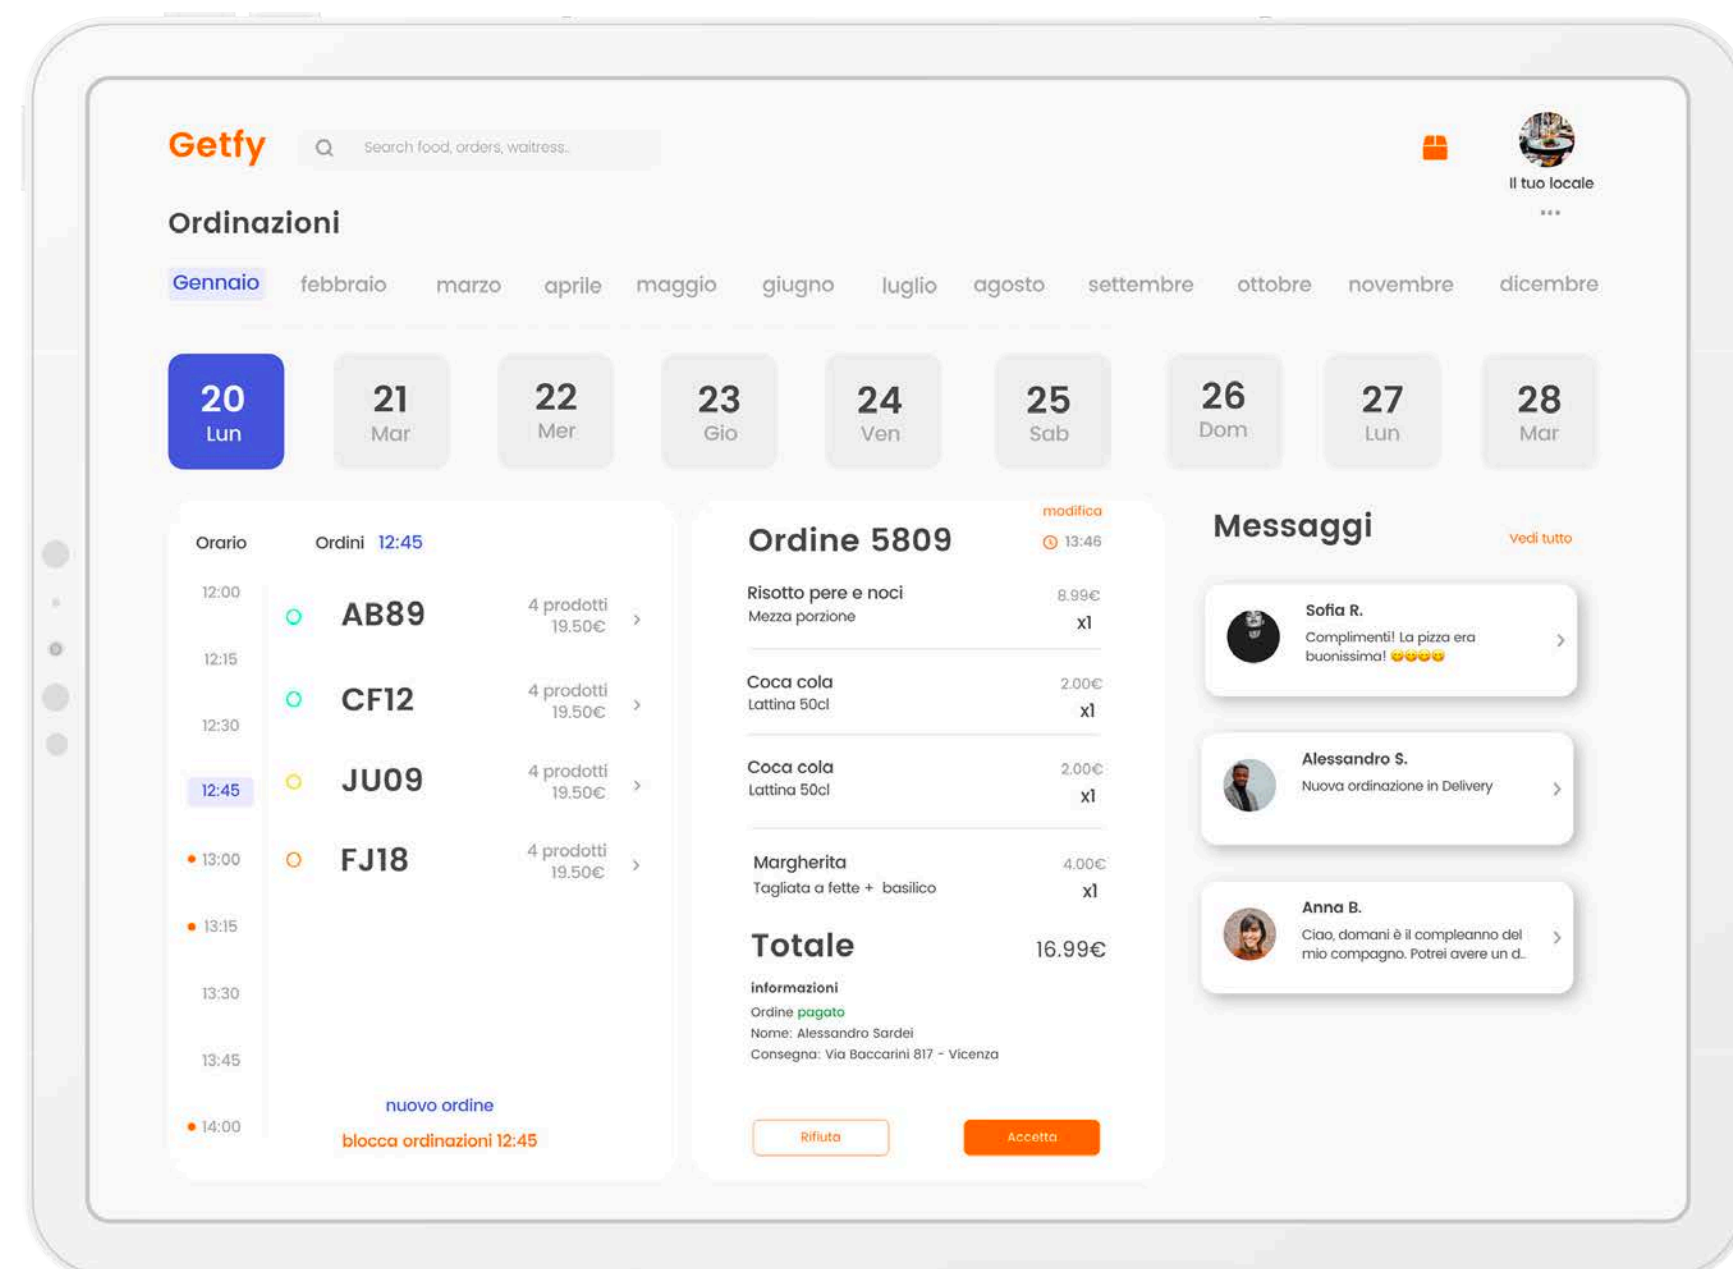 Getfy
Search food, orders, waitress..
Il tuo locale
Ordinazioni
Gennaio febbraio marzo aprile maggio giugno luglio agosto settembre ottobre novembre dicembre
20 21 22 23 24 25 26 27 28
Lun Mar Mer Gio Ven Sab Dom Lun Mar
Orario
12:00
12:15
12:30
12:45
13:00
13:15
13:30
13:45
14:00
Ordini 12:45
AB89 4 prodotti
19.50€
CF12 4 prodotti
19.50€
JU09 4 prodotti
19.50€
FJ18 4 prodotti
19.50€
nuovo ordine
blocca ordinazioni 12:45
modifica
Ordine 5809 13:46
Risotto pere e noci 8.99€
Mezza porzione x1
Coca cola 2.00€
Lattina 50cl x1
Coca cola 2.00€
Lattina 50cl x1
Margherita 4.00€
Tagliata a fette + basilico x1
Totale 16.99€
informazioni
Ordine pagato
Nome: Alessandro Sardei
Consegna: Via Baccarini 817 - Vicenza
Rifiuta Accetta
Messaggi Vedi tutto
Sofia R.
Complimenti! La pizza era
buonissima! 😋😋😋😋
Alessandro S.
Nuova ordinazione in Delivery
Anna B.
Ciao, domani è il compleanno del
mio compagno. Potrei avere un d..